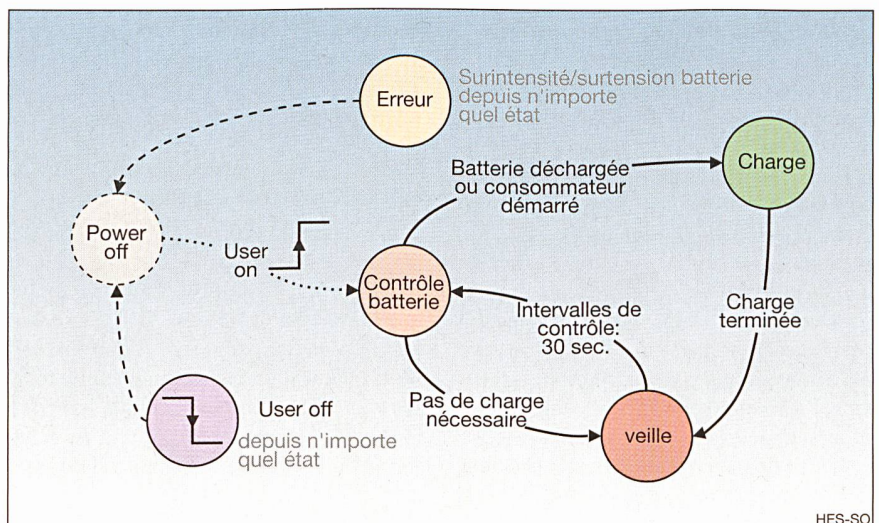 Erreur
Surintensité/surtension batterie
depuis n'importe
quel état
Charge
Batterie déchargée
ou consommateur
démarré
Power
off
User
on
Contrôle
batterie
Intervalles de
contrôle:
30 sec.
Charge
terminée
Pas de charge
nécessaire
User off
depuis n'importe
quel état
veille
HES-SO